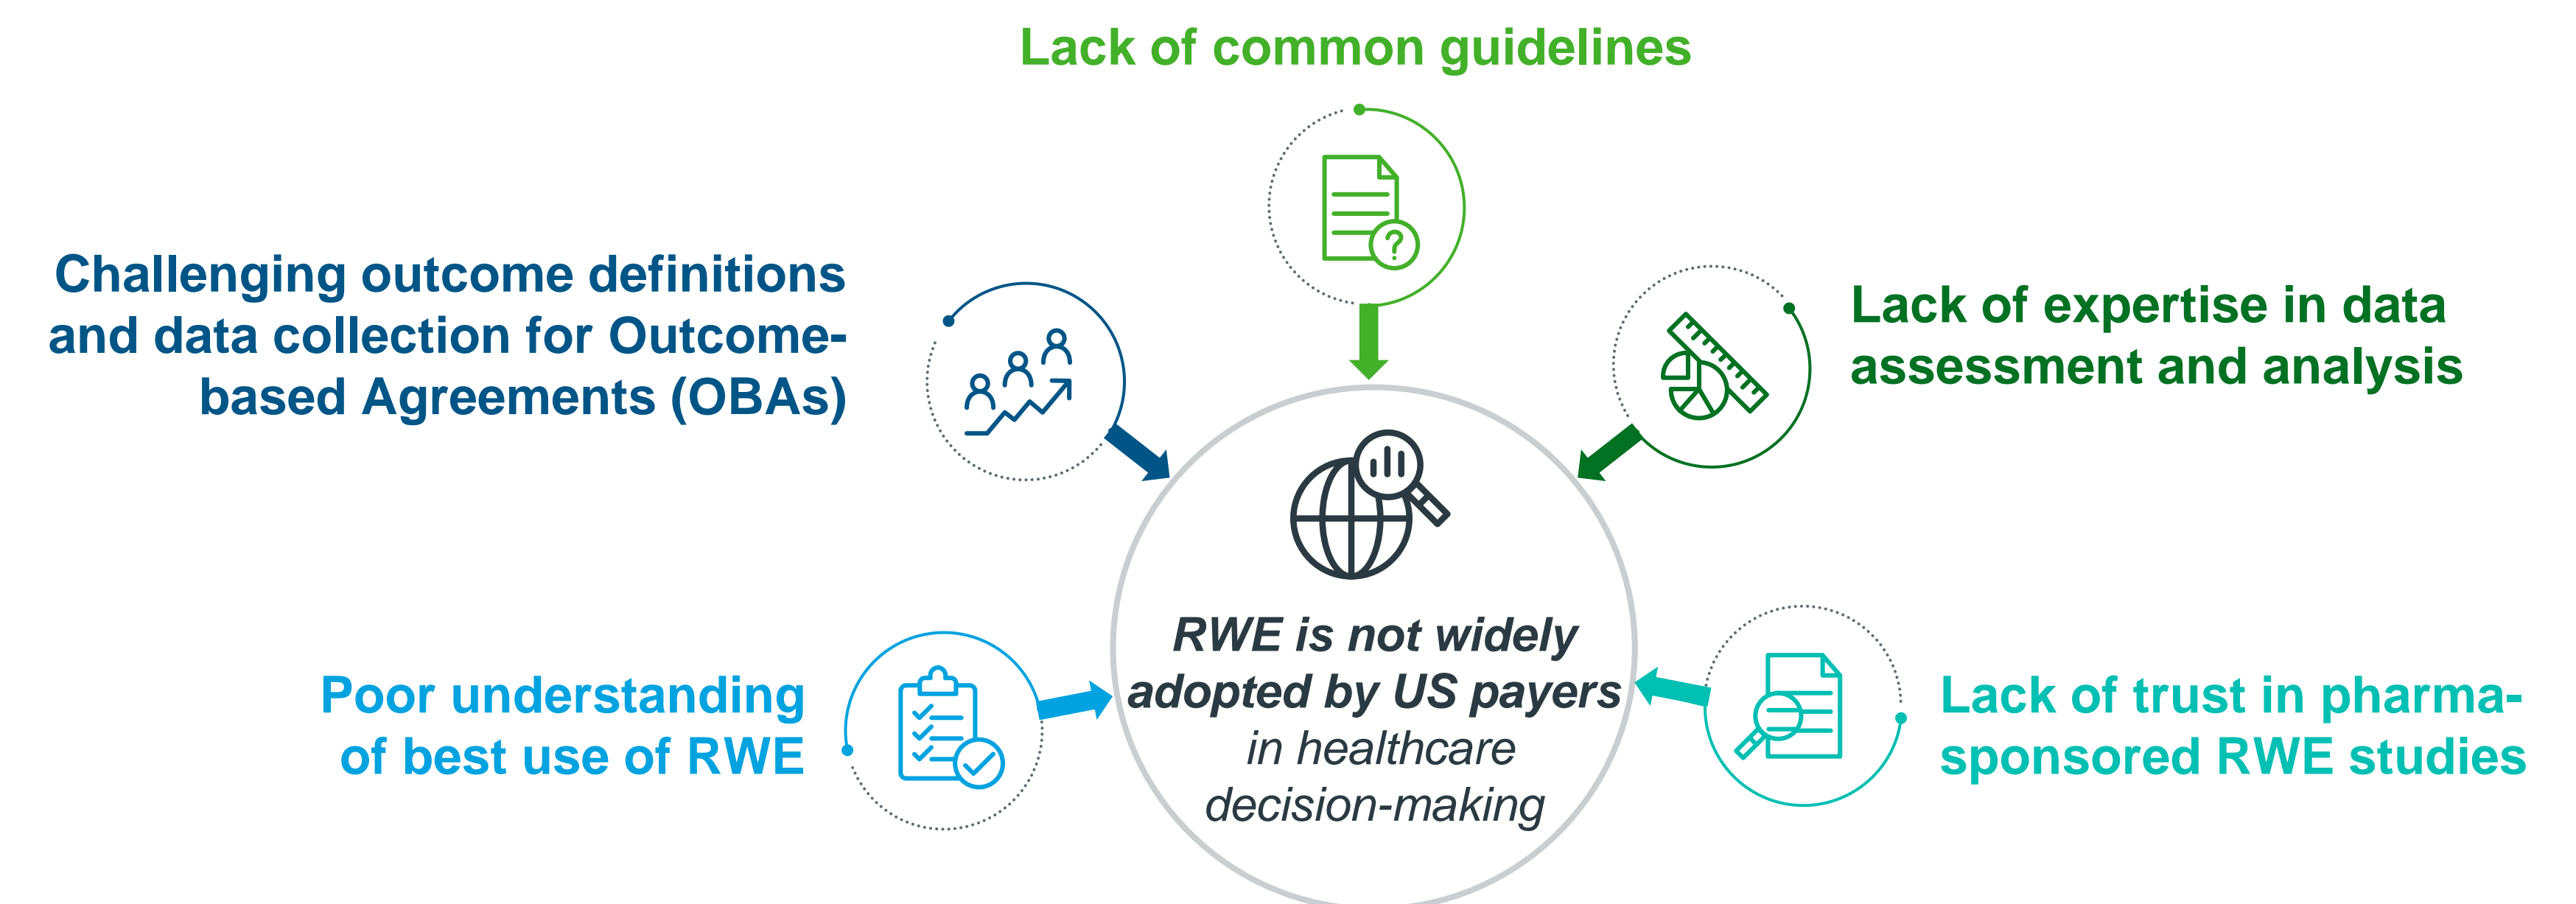 Lack of common guidelines
Challenging outcome definitions
and data collection for Outcome-
based Agreements (OBAs)
?
Lack of expertise in data
assessment and analysis
Poor understanding
of best use of RWE
RWE is not widely
adopted by US payers
in healthcare
decision-making
Lack of trust in pharma-
sponsored RWE studies